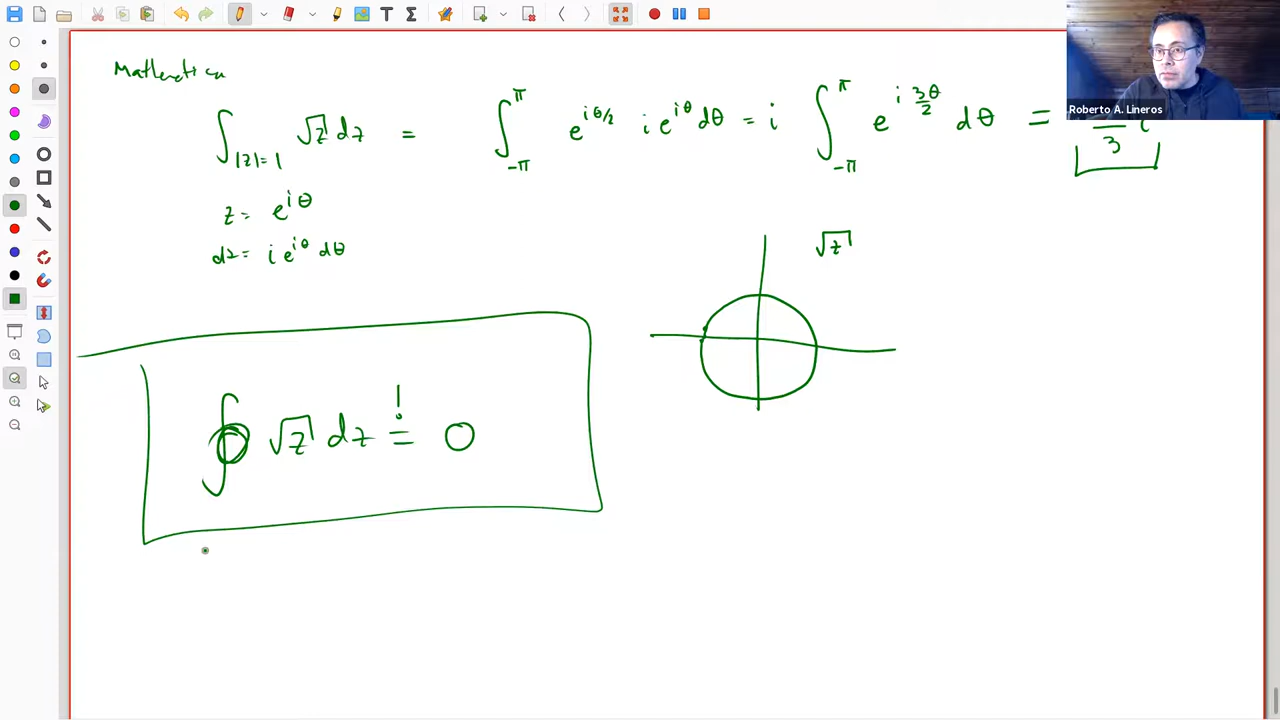 Mathematica
∫_{|z|=1} √z dz = ∫_{-π}^{π} e^{iθ/2} i e^{iθ} dθ = i ∫_{-π}^{π} e^{i 3θ/2} dθ = 3 i
z = e^{iθ}
dz = i e^{iθ} dθ
√z
∮ √z dz =! 0
Roberto A. Lineros